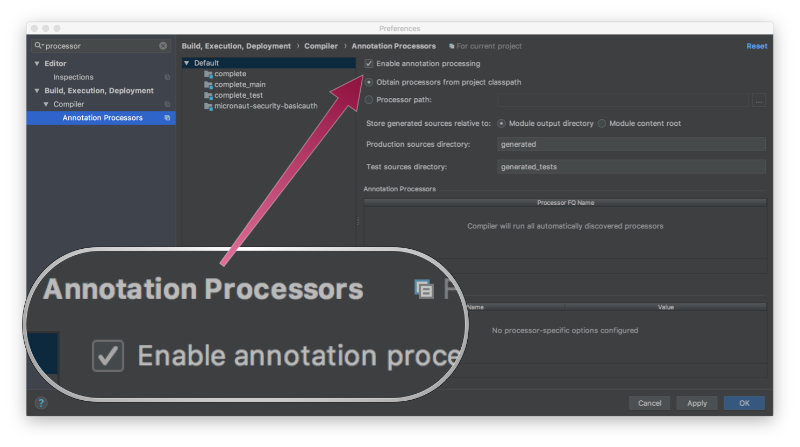 Preferences
processor
Editor
Inspections
Build, Execution, Deployment
Compiler
Annotation Processors
Build, Execution, Deployment › Compiler › Annotation Processors
For current project
Reset
Default
complete
complete_main
complete_test
micronaut-security-basicauth
Enable annotation processing
Obtain processors from project classpath
Processor path:
...
Store generated sources relative to: Module output directory Module content root
Production sources directory: generated
Test sources directory: generated_tests
Annotation Processors
Processor FQ Name
Compiler will run all automatically discovered processors
Name Value
No processor-specific options configured
Annotation Processors F
Enable annotation proce
? Cancel Apply OK